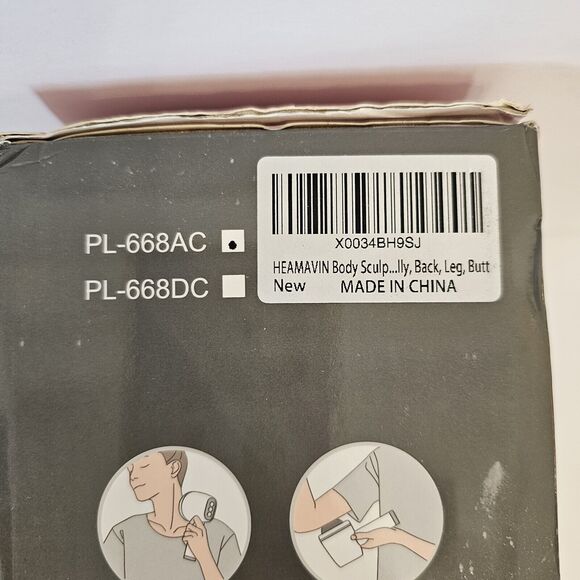 PL-668AC
PL-668DC
X0034BH9SJ
HEAMAVIN Body Sculp...lly, Back, Leg, Butt
New MADE IN CHINA